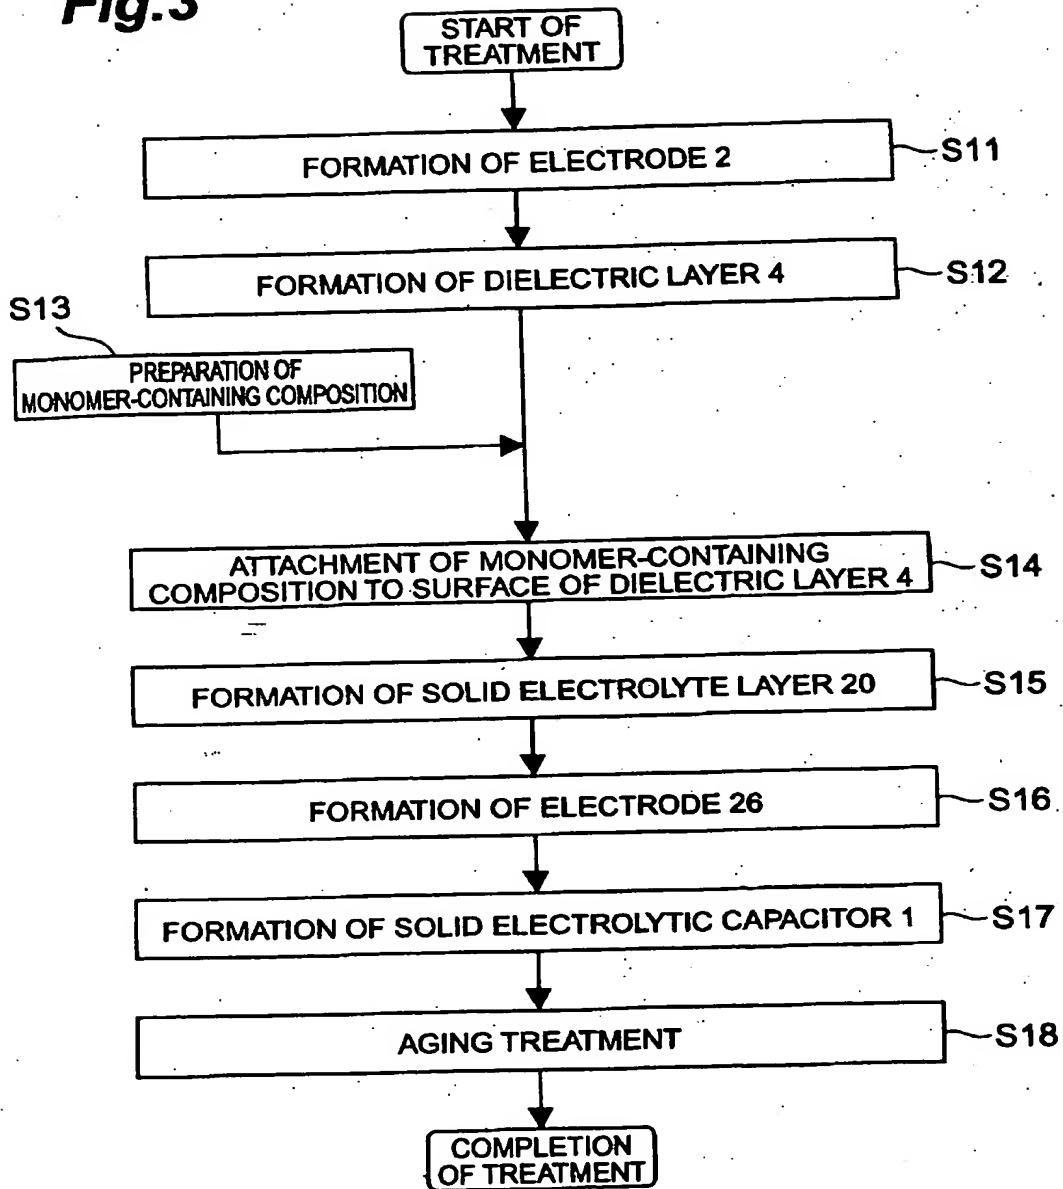 Fig.3
START OF
TREATMENT
FORMATION OF ELECTRODE 2
S11
FORMATION OF DIELECTRIC LAYER 4
S12
S13
PREPARATION OF
MONOMER-CONTAINING COMPOSITION
ATTACHMENT OF MONOMER-CONTAINING
COMPOSITION TO SURFACE OF DIELECTRIC LAYER 4
S14
FORMATION OF SOLID ELECTROLYTE LAYER 20
S15
FORMATION OF ELECTRODE 26
S16
FORMATION OF SOLID ELECTROLYTIC CAPACITOR 1
S17
AGING TREATMENT
S18
COMPLETION
OF TREATMENT